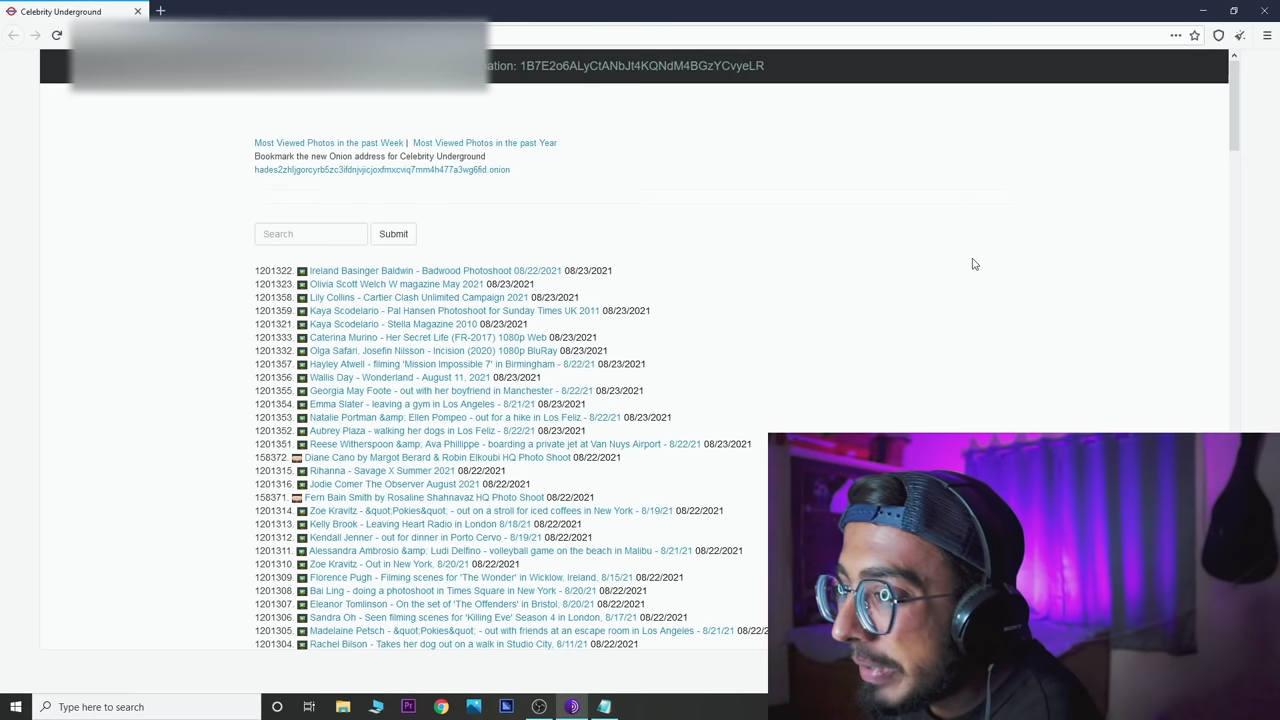 Celebrity Underground
ation: 1B7E2o6ALyCtANbJt4KQNdM4BGzYCvyeLR
Most Viewed Photos in the past Week | Most Viewed Photos in the past Year
Bookmark the new Onion address for Celebrity Underground
hades2zhljgorcyrb5zc3ifdnjvjicjoxfmxcviq7mm4h477a3wg6fid.onion
Search Submit
1201322. Ireland Basinger Baldwin - Badwood Photoshoot 08/22/2021 08/23/2021
1201323. Olivia Scott Welch W magazine May 2021 08/23/2021
1201358. Lily Collins - Cartier Clash Unlimited Campaign 2021 08/23/2021
1201359. Kaya Scodelario - Pal Hansen Photoshoot for Sunday Times UK 2011 08/23/2021
1201321. Kaya Scodelario - Stella Magazine 2010 08/23/2021
1201333. Caterina Murino - Her Secret Life (FR-2017) 1080p Web 08/23/2021
1201332. Olga Safari, Josefin Nilsson - Incision (2020) 1080p BluRay 08/23/2021
1201357. Hayley Atwell - filming 'Mission Impossible 7' in Birmingham - 8/22/21 08/23/2021
1201356. Wallis Day - Wonderland - August 11, 2021 08/23/2021
1201355. Georgia May Foote - out with her boyfriend in Manchester - 8/22/21 08/23/2021
1201354. Emma Slater - leaving a gym in Los Angeles - 8/21/21 08/23/2021
1201353. Natalie Portman &amp; Ellen Pompeo - out for a hike in Los Feliz - 8/22/21 08/23/2021
1201352. Aubrey Plaza - walking her dogs in Los Feliz - 8/22/21 08/23/2021
1201351. Reese Witherspoon &amp; Ava Phillippe - boarding a private jet at Van Nuys Airport - 8/22/21 08/23/2021
158372. Diane Cano by Margot Berard & Robin Elkoubi HQ Photo Shoot 08/22/2021
1201315. Rihanna - Savage X Summer 2021 08/22/2021
1201316. Jodie Comer The Observer August 2021 08/22/2021
158371. Fern Bain Smith by Rosaline Shahnavaz HQ Photo Shoot 08/22/2021
1201314. Zoe Kravitz - &quot;Pokies&quot; - out on a stroll for iced coffees in New York - 8/19/21 08/22/2021
1201313. Kelly Brook - Leaving Heart Radio in London 8/18/21 08/22/2021
1201312. Kendall Jenner - out for dinner in Porto Cervo - 8/19/21 08/22/2021
1201311. Alessandra Ambrosio &amp; Ludi Delfino - volleyball game on the beach in Malibu - 8/21/21 08/22/2021
1201310. Zoe Kravitz - Out in New York, 8/20/21 08/22/2021
1201309. Florence Pugh - Filming scenes for 'The Wonder' in Wicklow, Ireland, 8/15/21 08/22/2021
1201308. Bai Ling - doing a photoshoot in Times Square in New York - 8/20/21 08/22/2021
1201307. Eleanor Tomlinson - On the set of 'The Offenders' in Bristol, 8/20/21 08/22/2021
1201306. Sandra Oh - Seen filming scenes for 'Killing Eve' Season 4 in London, 8/17/21 08/22/2021
1201305. Madelaine Petsch - &quot;Pokies&quot; - out with friends at an escape room in Los Angeles - 8/21/21 08/22/2
1201304. Rachel Bilson - Takes her dog out on a walk in Studio City, 8/11/21 08/22/2021
Type here to search